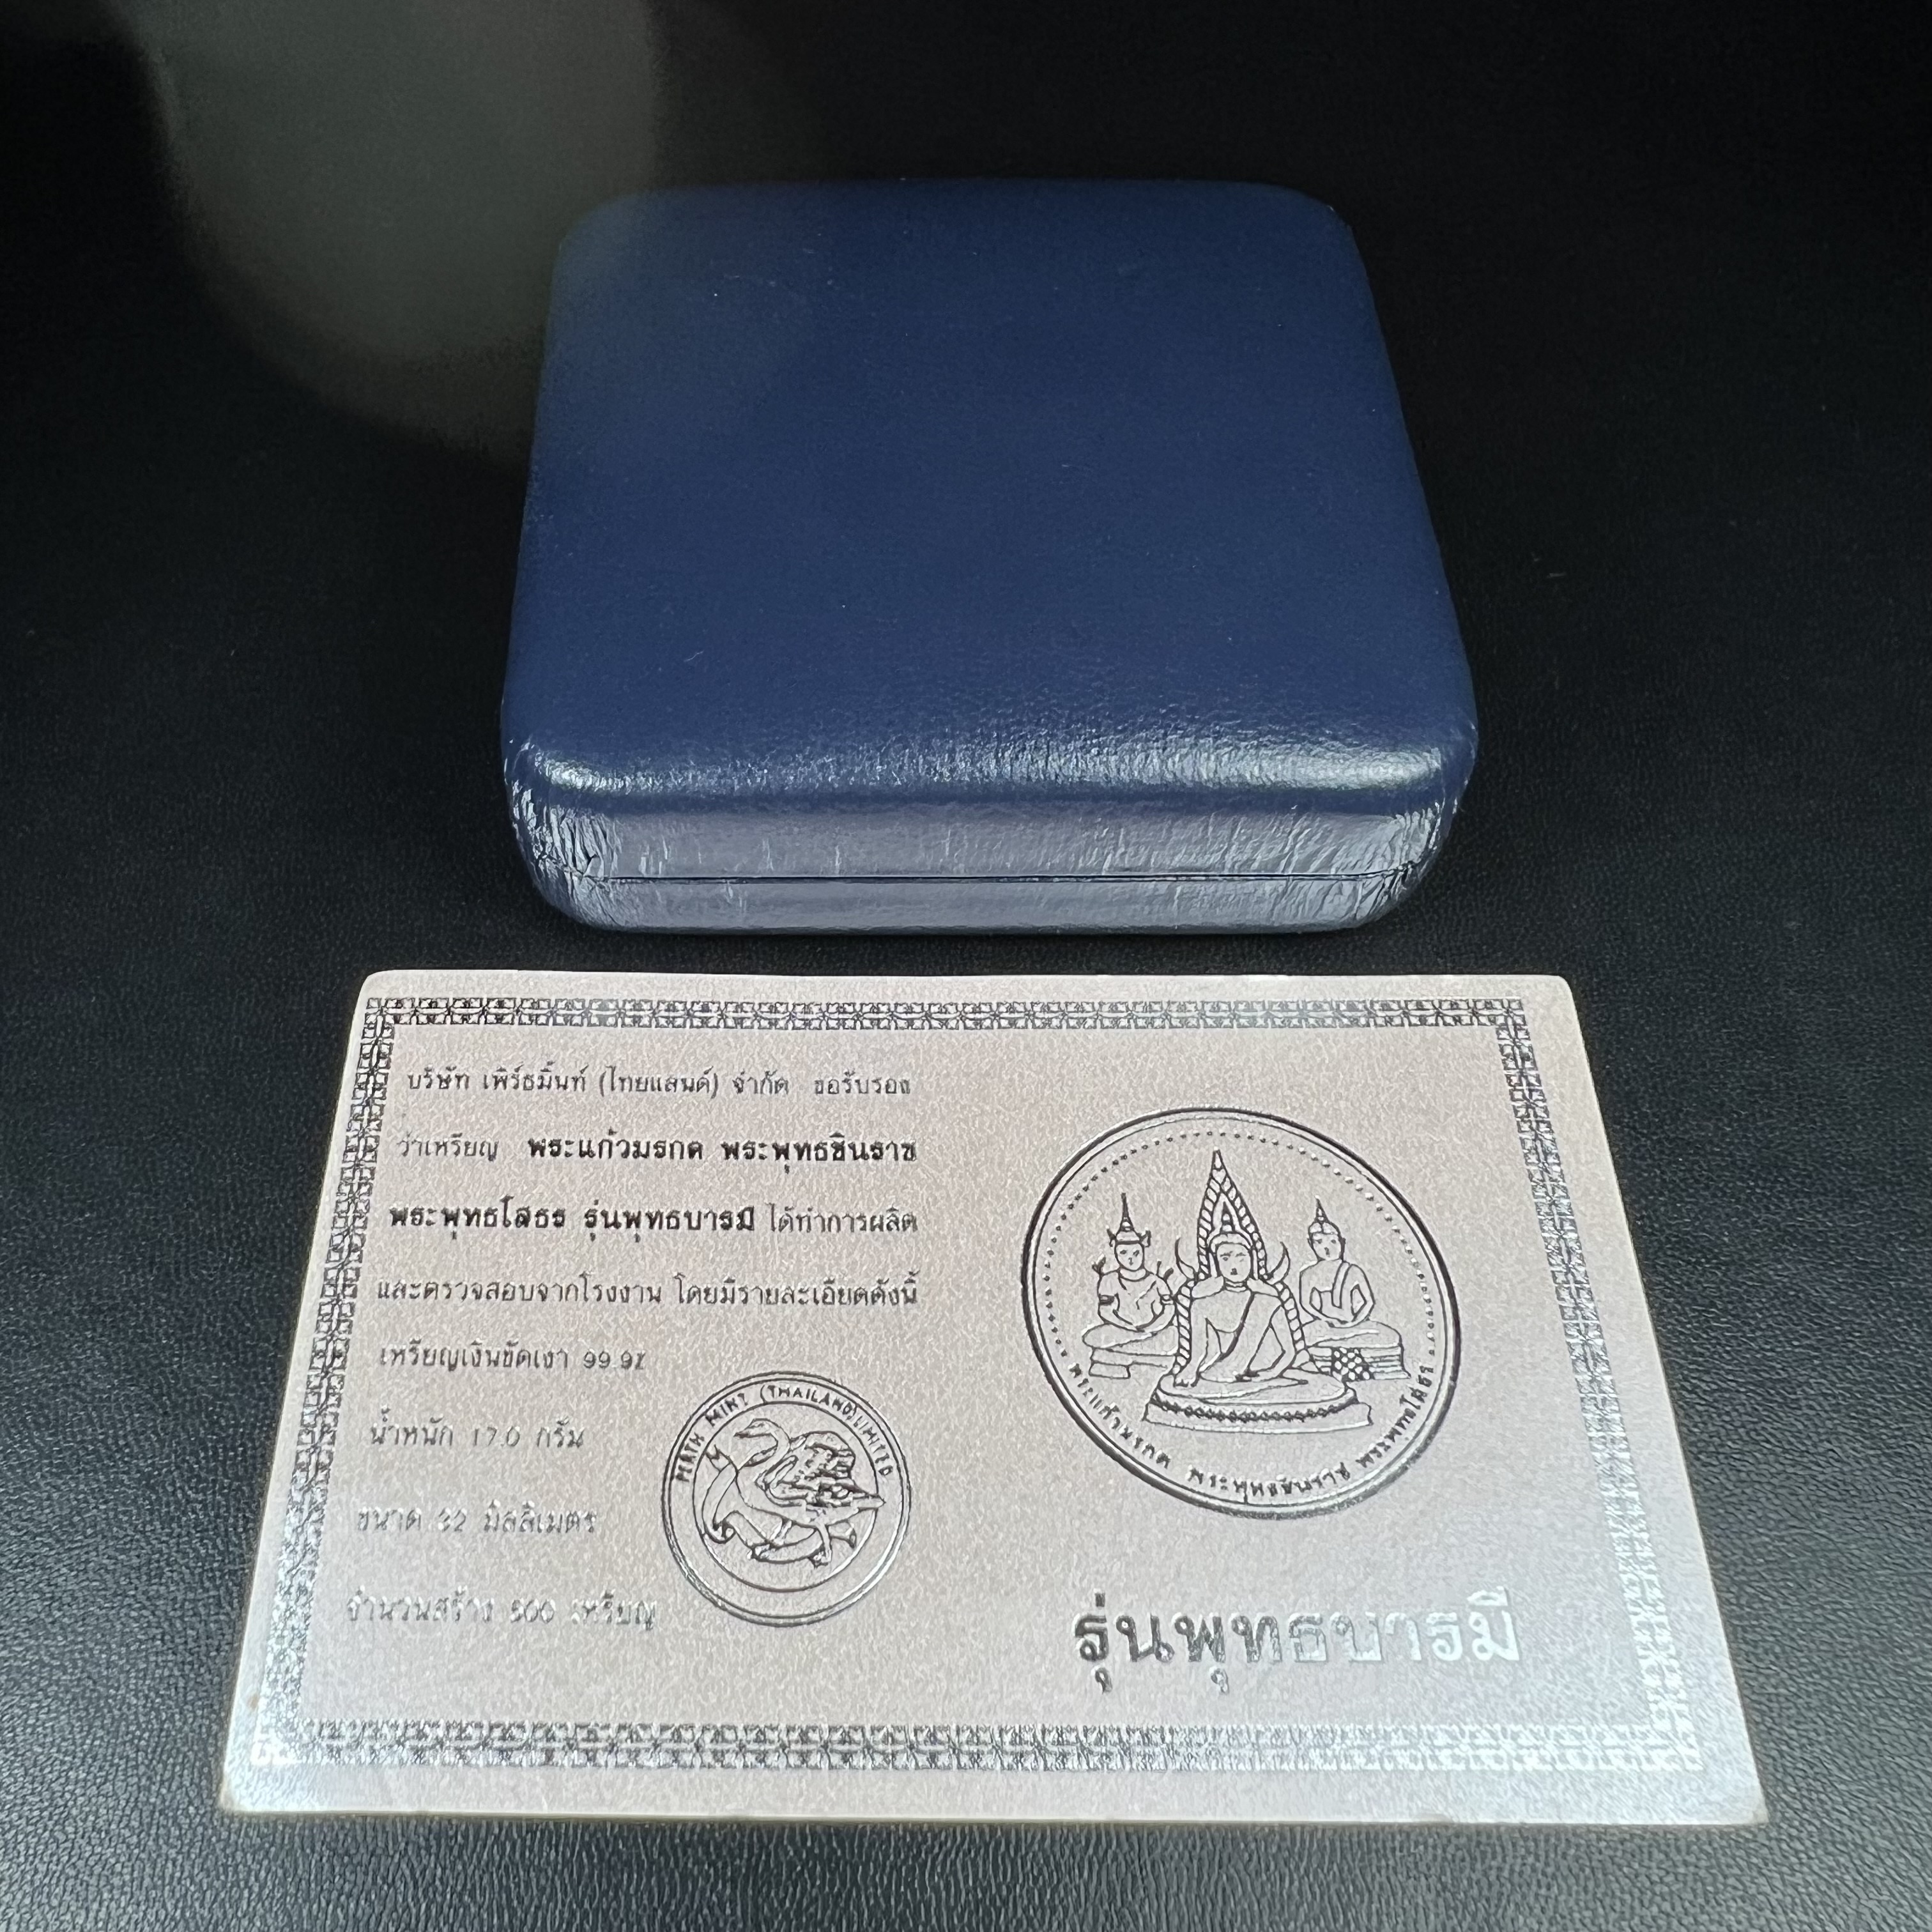 บริษัท เพิร์ธมิ้นท์ (ไทยแลนด์) จำกัด ขอรับรอง
ว่าเหรียญ พระแก้วมรกต พระพุทธชินราช
พระพุทธโสธร รุ่นพุทธบารมี ได้ทำการผลิต
และตรวจสอบจากโรงงาน โดยมีรายละเอียดดังนี้
เหรียญเงินขัดเงา 99.9%
น้ำหนัก 17.0 กรัม
ขนาด 32 มิลลิเมตร
จำนวนสร้าง 500 เหรียญ
PERTH MINT (THAILAND) LIMITED
พระแก้วมรกต พระพุทธชินราช พระพุทธโสธร
รุ่นพุทธบารมี